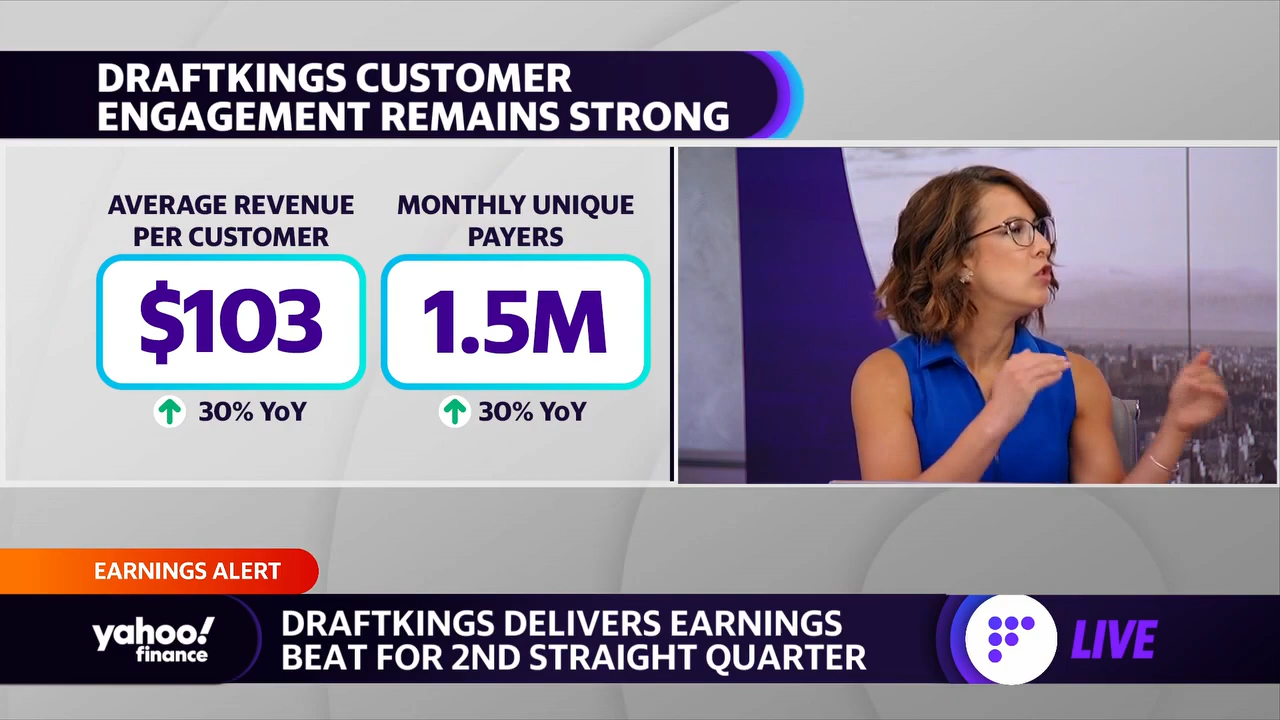 DRAFTKINGS CUSTOMER
ENGAGEMENT REMAINS STRONG
AVERAGE REVENUE
PER CUSTOMER
$103
30% YoY
MONTHLY UNIQUE
PAYERS
1.5M
30% YoY
EARNINGS ALERT
yahoo!
finance
DRAFTKINGS DELIVERS EARNINGS
BEAT FOR 2ND STRAIGHT QUARTER
LIVE